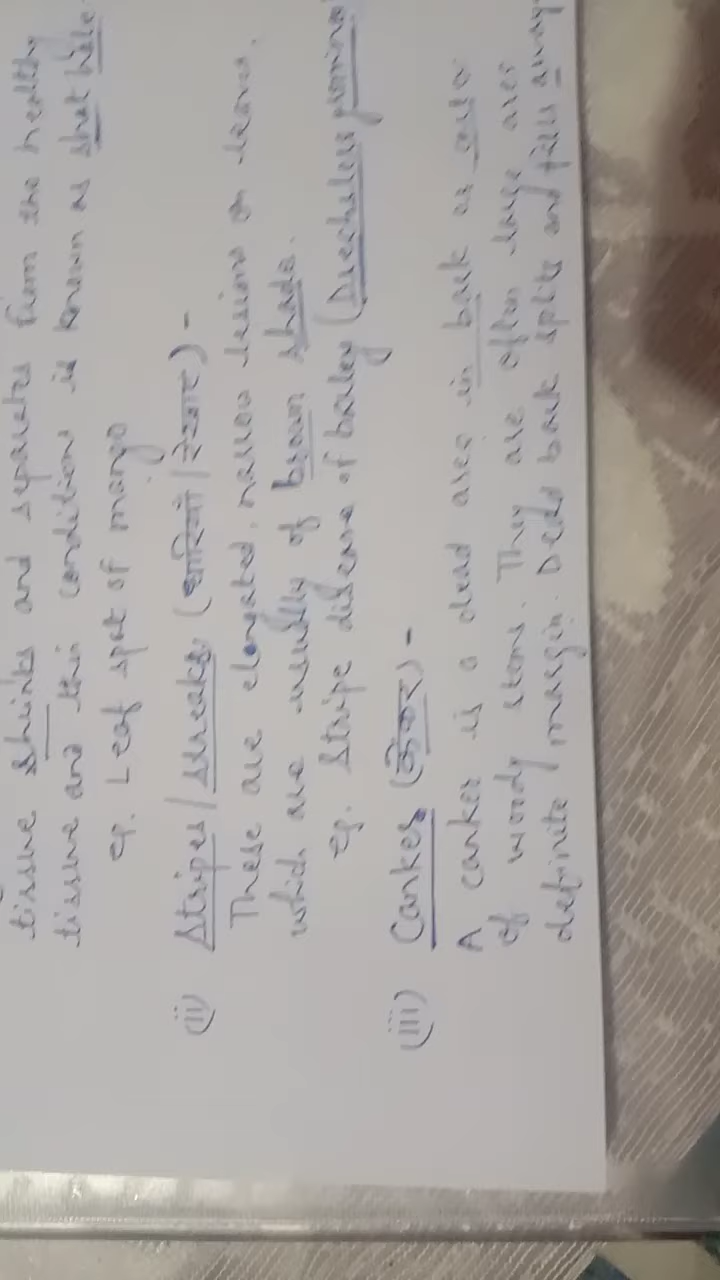 tissue shrinks and separates from the healthy
tissue and this condition is known as shot hole
eg. Leaf spot of mango
(ii) Stripes/streaks (धारियाँ/रेखाए) -
These are elongated, narrow lesions on leaves,
which are usually of brown shade.
eg. Stripe disease of barley (Drechslera graminea
(iii) Canker (कैंकर) -
A canker is a dead area in bark or
of woody stems. They are often large area
definite margin. Dead bark splits and falls away